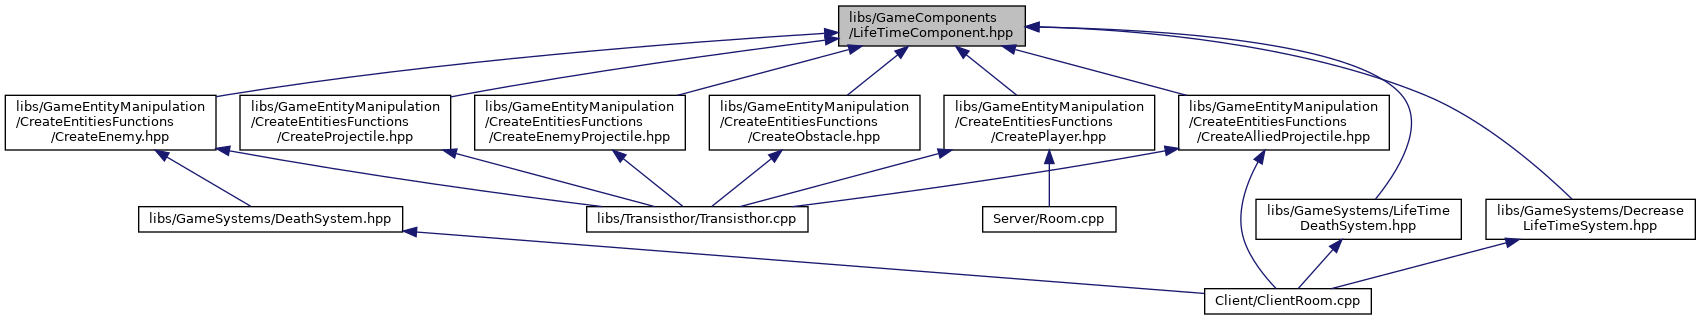 libs/GameComponents
/LifeTimeComponent.hpp
libs/GameEntityManipulation
/CreateEntitiesFunctions
/CreateEnemy.hpp
libs/GameEntityManipulation
/CreateEntitiesFunctions
/CreateProjectile.hpp
libs/GameEntityManipulation
/CreateEntitiesFunctions
/CreateEnemyProjectile.hpp
libs/GameEntityManipulation
/CreateEntitiesFunctions
/CreateObstacle.hpp
libs/GameEntityManipulation
/CreateEntitiesFunctions
/CreatePlayer.hpp
libs/GameEntityManipulation
/CreateEntitiesFunctions
/CreateAlliedProjectile.hpp
libs/GameSystems/DeathSystem.hpp
libs/Transisthor/Transisthor.cpp
Server/Room.cpp
libs/GameSystems/LifeTime
DeathSystem.hpp
libs/GameSystems/Decrease
LifeTimeSystem.hpp
Client/ClientRoom.cpp